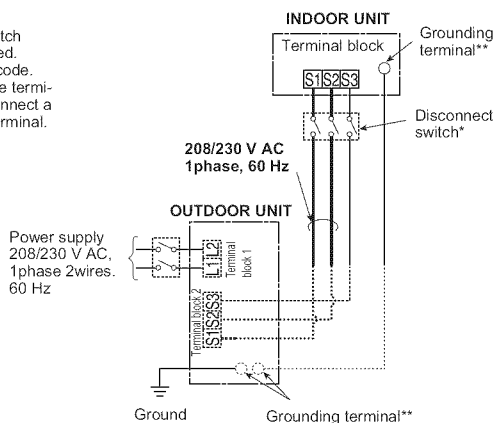 tch
ed.
code.
e termi-
nnect a
erminal.
INDOOR UNIT
Terminal block
S1 S2 S3
Grounding
terminal**
Disconnect
switch*
208/230 V AC
1phase, 60 Hz
OUTDOOR UNIT
Power supply
208/230 V AC,
1phase 2wires.
60 Hz
L1 L2
Terminal
block 1
S1 S2 S3
Terminal block 2
Ground
Grounding terminal**